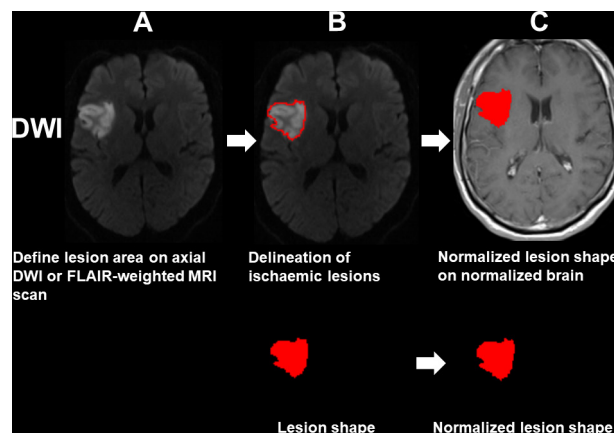 A B C
DWI
Define lesion area on axial
DWI or FLAIR-weighted MRI
scan
Delineation of
ischaemic lesions
Normalized lesion shape
on normalized brain
Lesion shape
Normalized lesion shape